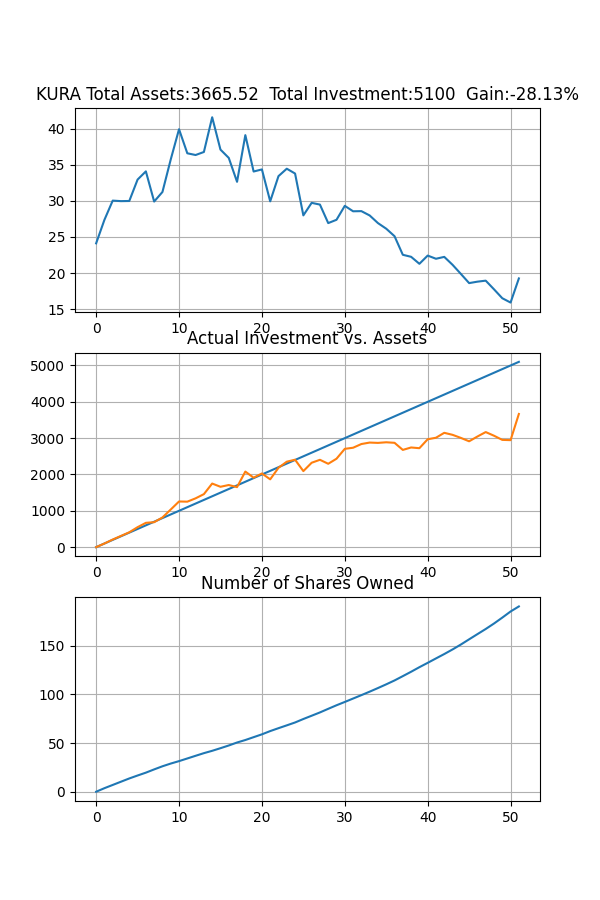 KURA Total Assets:3665.52  Total Investment:5100  Gain:-28.13%
40
35
30
25
20
15
0 10 20 30 40 50
Actual Investment vs. Assets
5000
4000
3000
2000
1000
0
0 10 20 30 40 50
Number of Shares Owned
150
100
50
0
0 10 20 30 40 50